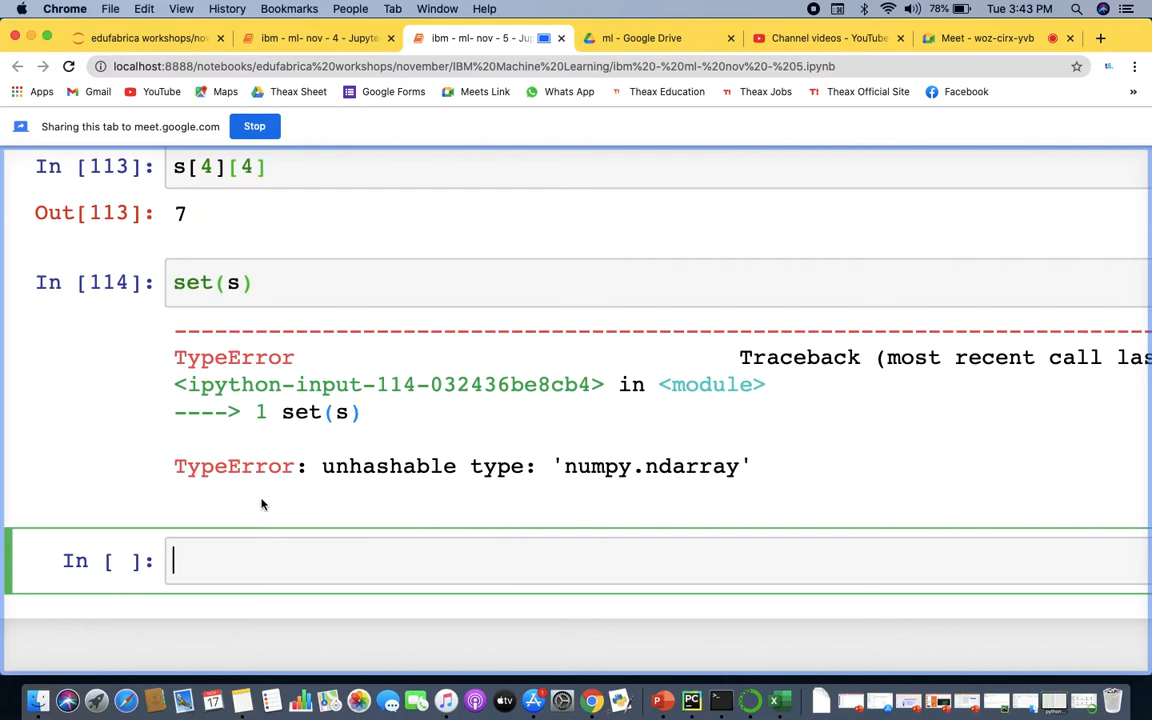 Chrome File Edit View History Bookmarks People Tab Window Help 78% Tue 3:43 PM
edufabrica workshops/nov ibm - ml- nov - 4 - Jupyte ibm - ml- nov - 5 - Ju ml - Google Drive Channel videos - YouTube Meet - woz-cirx-yvb
localhost:8888/notebooks/edufabrica%20workshops/november/IBM%20Machine%20Learning/ibm%20-%20ml-%20nov%20-%205.ipynb
Apps Gmail YouTube Maps Theax Sheet Google Forms Meets Link Whats App Theax Education Theax Jobs Theax Official Site Facebook »
Sharing this tab to meet.google.com Stop
In [113]: s[4][4]
Out[113]: 7
In [114]: set(s)
TypeError Traceback (most recent call las
<ipython-input-114-032436be8cb4> in <module>
----> 1 set(s)
TypeError: unhashable type: 'numpy.ndarray'
In [ ]: